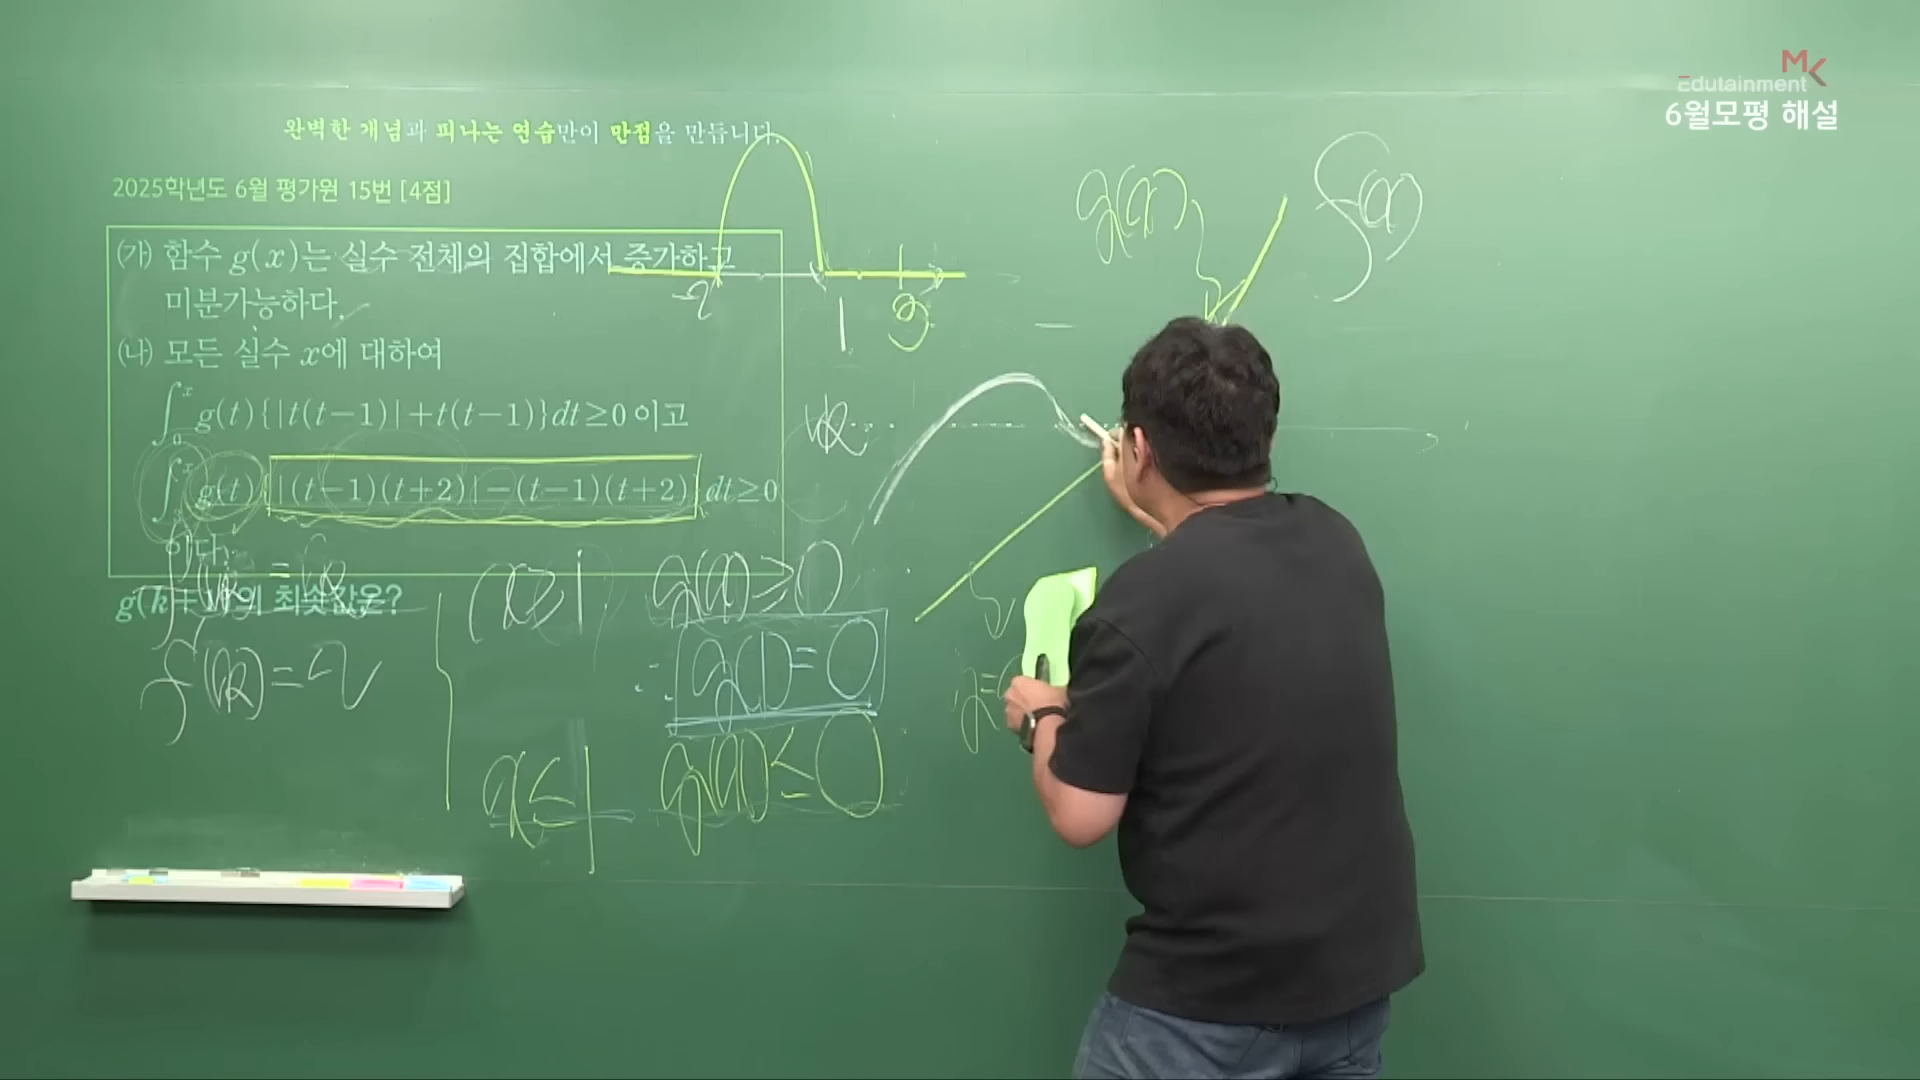 MK
Edutainment
6월모평 해설
완벽한 개념과 피나는 연습만이 만점을 만듭니다.
2025학년도 6월 평가원 15번 [4점]
㈎ 함수 g(x)는 실수 전체의 집합에서 증가하고
미분가능하다.
㈏ 모든 실수 x에 대하여
∫₀ˣ g(t){|t(t−1)|+t(t−1)}dt≥0 이고
g(t){|(t−1)(t+2)|−(t−1)(t+2)}dt≥0
이다.
의 최솟값은?
-2
1
3
g(x)
f(x)
k
x≥1 g(x)≥0
∴ g(1)=0
x≤1 g(x)≤0